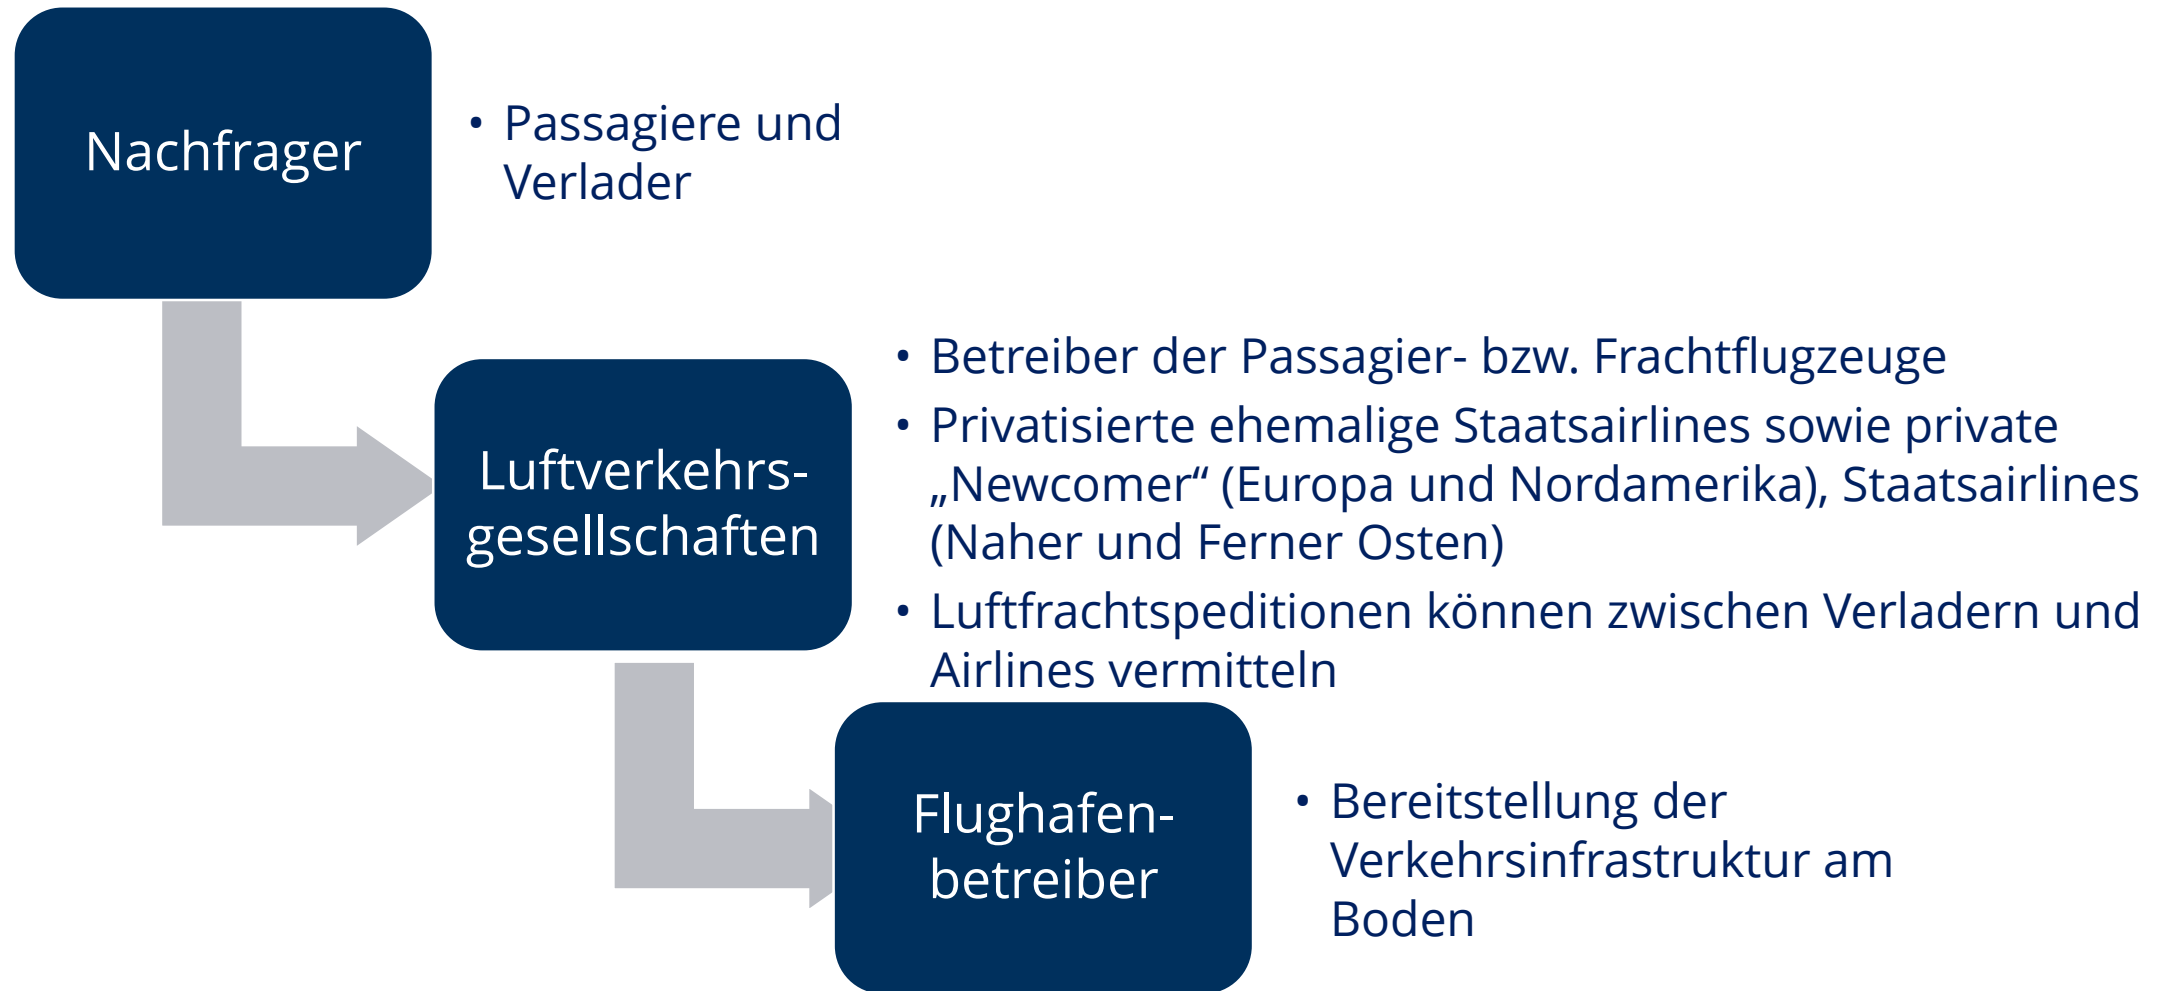 Nachfrager
• Passagiere und
Verlader
Luftverkehrs-
gesellschaften
• Betreiber der Passagier- bzw. Frachtflugzeuge
• Privatisierte ehemalige Staatsairlines sowie private
„Newcomer“ (Europa und Nordamerika), Staatsairlines
(Naher und Ferner Osten)
• Luftfrachtspeditionen können zwischen Verladern und
Airlines vermitteln
Flughafen-
betreiber
• Bereitstellung der
Verkehrsinfrastruktur am
Boden